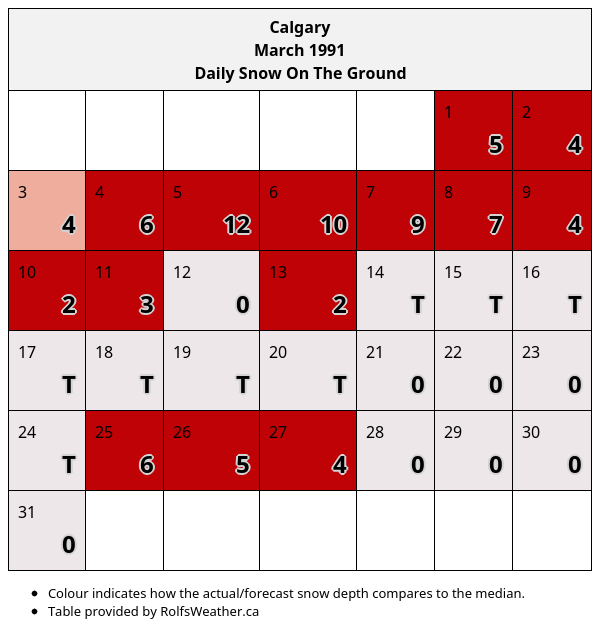 Calgary
March 1991
Daily Snow On The Ground
1 2
5 4
3 4 5 6 7 8 9
4 6 12 10 9 7 4
10 11 12 13 14 15 16
2 3 0 2 T T T
17 18 19 20 21 22 23
T T T T 0 0 0
24 25 26 27 28 29 30
T 6 5 4 0 0 0
31
0
Colour indicates how the actual/forecast snow depth compares to the median.
Table provided by RolfsWeather.ca